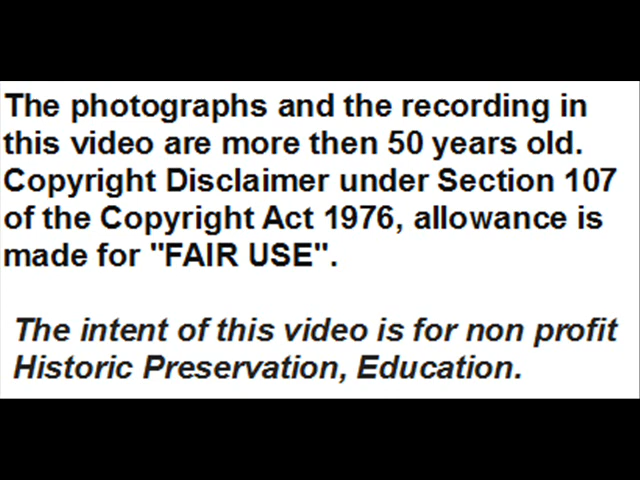 The photographs and the recording in
this video are more then 50 years old.
Copyright Disclaimer under Section 107
of the Copyright Act 1976, allowance is
made for "FAIR USE".
The intent of this video is for non profit
Historic Preservation, Education.